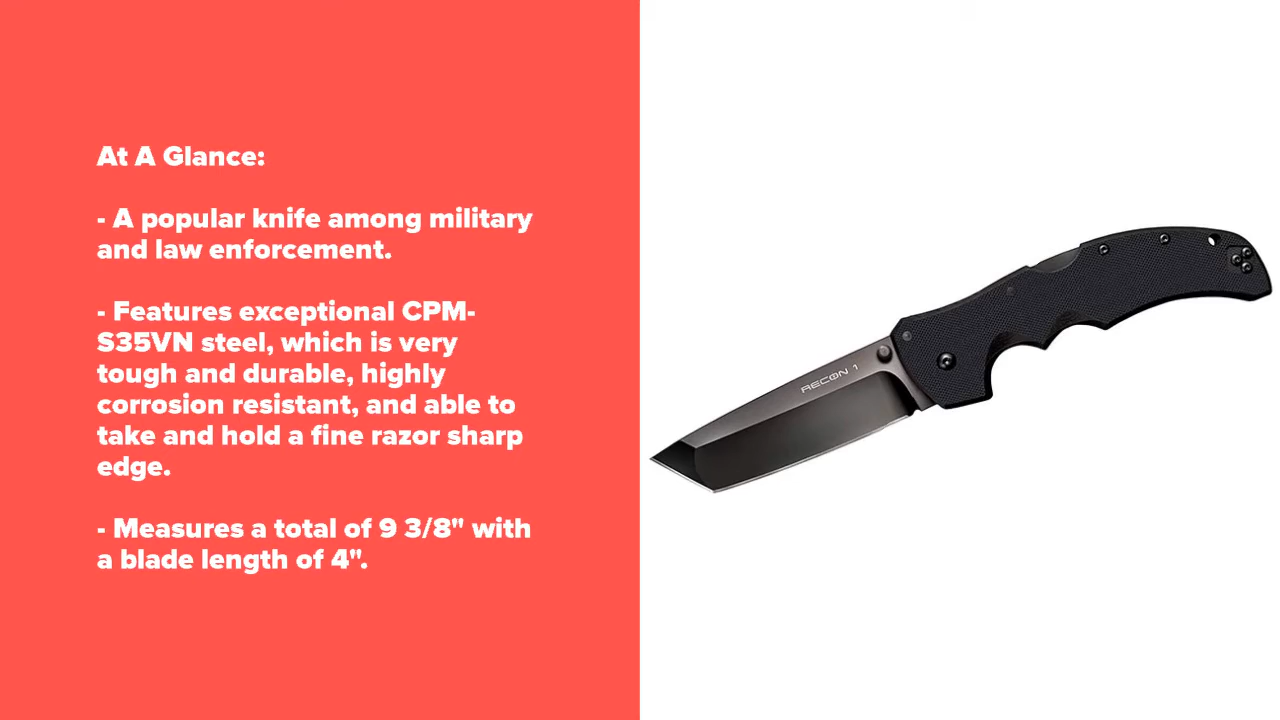 At A Glance:
- A popular knife among military
and law enforcement.
- Features exceptional CPM-
S35VN steel, which is very
tough and durable, highly
corrosion resistant, and able to
take and hold a fine razor sharp
edge.
- Measures a total of 9 3/8" with
a blade length of 4".
RECON 1